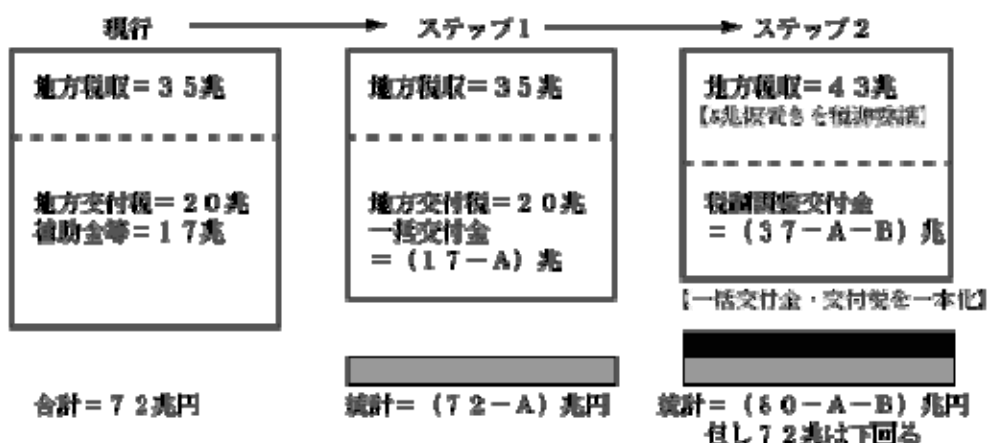 現行
ステップ1
ステップ2
地方税収=35兆
地方税収=35兆
地方税収=43兆
地方交付税=20兆
補助金等=17兆
地方交付税=20兆
一括交付金
=(17-A)兆
交付金
=(37-A-B)兆
【一括交付金・交付税を一本化】
合計=72兆円
総計=(72-A)兆円
総計=(80-A-B)兆円
但し72兆は下回る